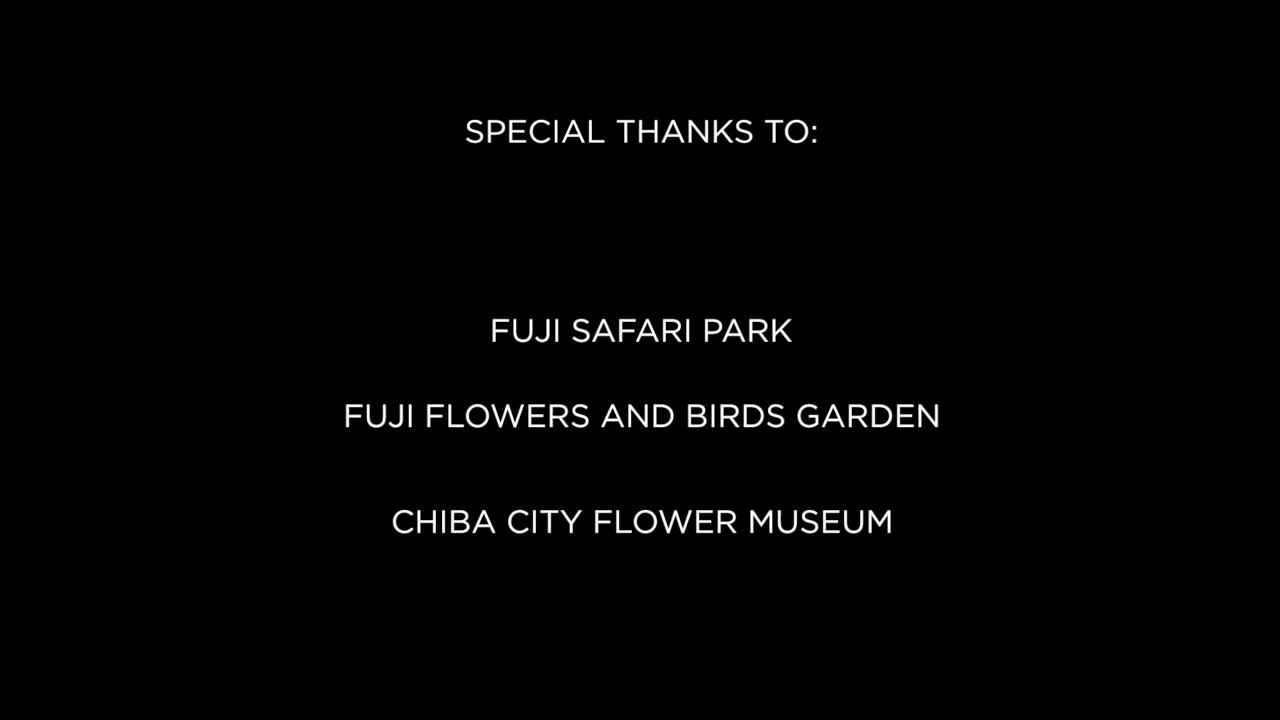 SPECIAL THANKS TO:
FUJI SAFARI PARK
FUJI FLOWERS AND BIRDS GARDEN
CHIBA CITY FLOWER MUSEUM